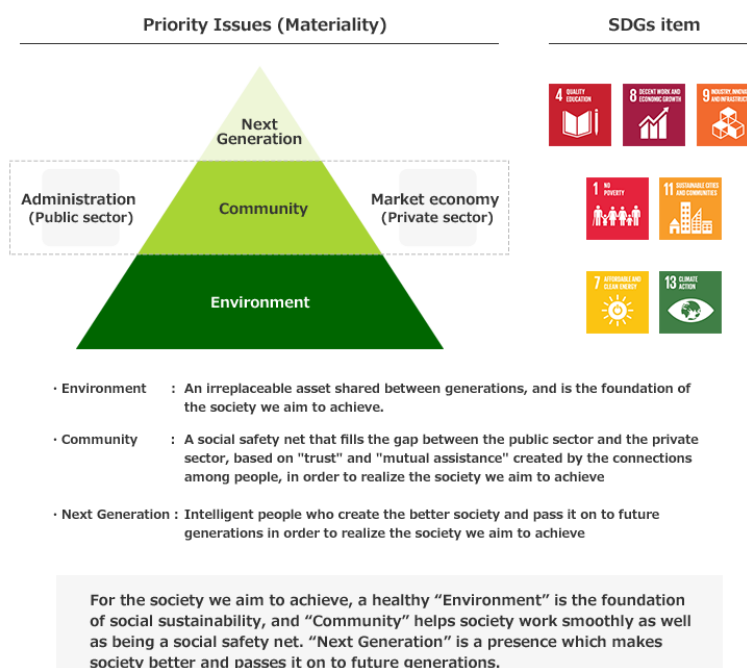 Priority Issues (Materiality)
SDGs item
Next
Generation
Administration
(Public sector)
Community
Market economy
(Private sector)
Environment
4 QUALITY
EDUCATION
8 DECENT WORK AND
ECONOMIC GROWTH
9 INDUSTRY, INNOV
AND INFRASTRUC
1 NO
POVERTY
11 SUSTAINABLE CITIES
AND COMMUNITIES
7 AFFORDABLE AND
CLEAN ENERGY
13 CLIMATE
ACTION
· Environment : An irreplaceable asset shared between generations, and is the foundation of
the society we aim to achieve.
· Community : A social safety net that fills the gap between the public sector and the private
sector, based on "trust" and "mutual assistance" created by the connections
among people, in order to realize the society we aim to achieve
· Next Generation : Intelligent people who create the better society and pass it on to future
generations in order to realize the society we aim to achieve
For the society we aim to achieve, a healthy “Environment” is the foundation
of social sustainability, and “Community” helps society work smoothly as well
as being a social safety net. “Next Generation” is a presence which makes
society better and passes it on to future generations.